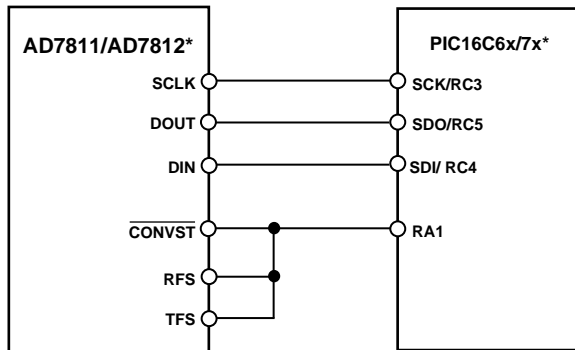 AD7811/AD7812*
PIC16C6x/7x*
SCLK
SCK/RC3
DOUT
SDO/RC5
DIN
SDI/ RC4
CONVST
RA1
RFS
TFS